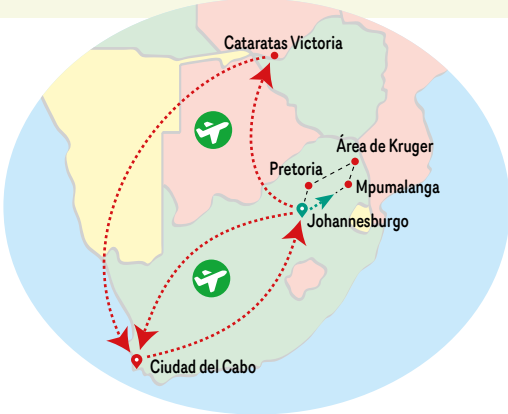 Cataratas Victoria
Área de Kruger
Pretoria
Mpumalanga
Johannesburgo
Ciudad del Cabo